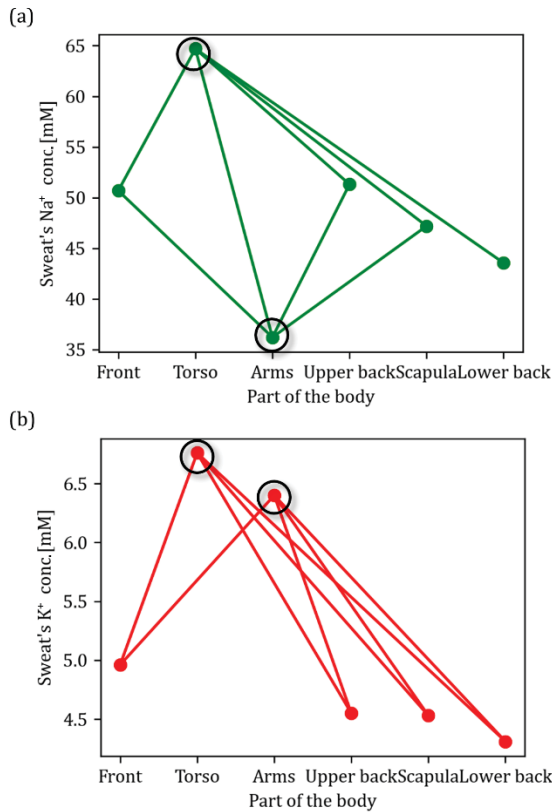 (a)
65
60
55
50
45
40
35
Sweat's Na⁺ conc.[mM]
Front Torso Arms Upper back Scapula Lower back
Part of the body
(b)
6.5
6.0
5.5
5.0
4.5
Sweat's K⁺ conc.[mM]
Front Torso Arms Upper back Scapula Lower back
Part of the body